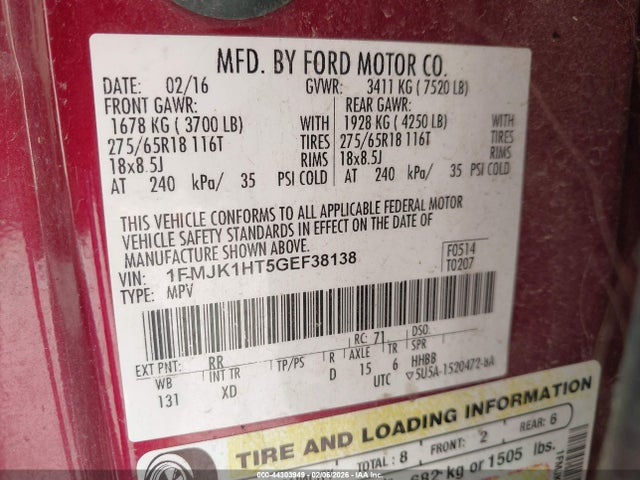 MFD. BY FORD MOTOR CO.
DATE: 02/16 GVWR: 3411 KG ( 7520 LB)
FRONT GAWR: REAR GAWR:
1678 KG ( 3700 LB) WITH 1928 KG ( 4250 LB) WITH
275/65R18 116T TIRES 275/65R18 116T TIRES
18x8.5J RIMS 18x8.5J RIMS
AT 240 kPa/ 35 PSI COLD AT 240 kPa/ 35 PSI COLD
THIS VEHICLE CONFORMS TO ALL APPLICABLE FEDERAL MOTOR
VEHICLE SAFETY STANDARDS IN EFFECT ON THE DATE OF
MANUFACTURE SHOWN ABOVE.
VIN: 1FMJK1HT5GEF38138 F0514
TYPE: MPV T0207
EXT PNT: RR RC: 71 DSO:
WB INT TR TP/PS R AXLE TR SPR
131 XD D 15 6 HHBB
UTC ▽5U5A-1520472-BA
TIRE AND LOADING INFORMATION
TOTAL: 8 FRONT: 2 REAR: 6
682 kg or 1505 lbs.
000-44303949 - 02/06/2026 - IAAI Holdings